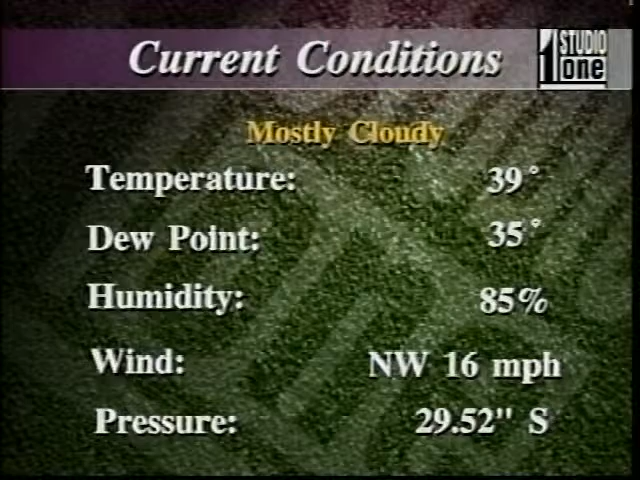 Current Conditions
1 STUDIO one
Mostly Cloudy
Temperature: 39°
Dew Point: 35°
Humidity: 85%
Wind: NW 16 mph
Pressure: 29.52" S